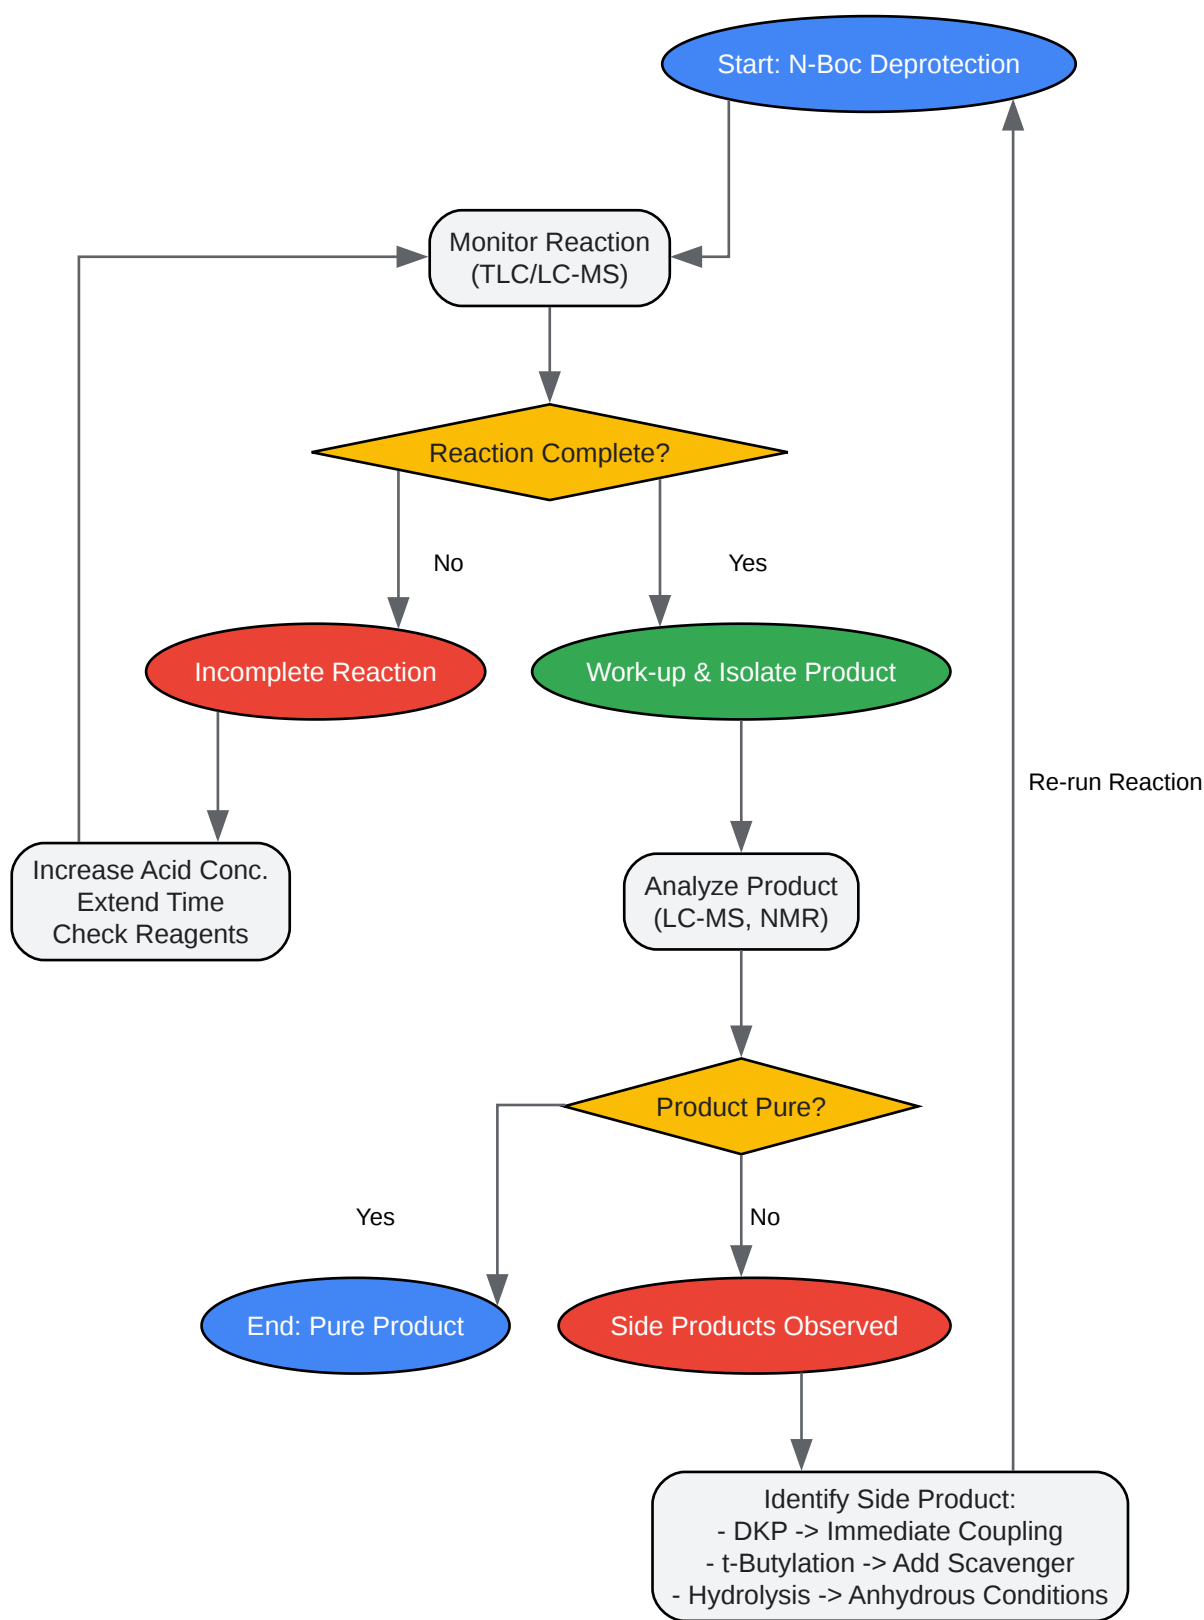 Start: N-Boc Deprotection
Monitor Reaction
(TLC/LC-MS)
Reaction Complete?
No
Yes
Incomplete Reaction
Work-up & Isolate Product
Re-run Reaction
Increase Acid Conc.
Extend Time
Check Reagents
Analyze Product
(LC-MS, NMR)
Product Pure?
Yes
No
End: Pure Product
Side Products Observed
Identify Side Product:
- DKP -> Immediate Coupling
- t-Butylation -> Add Scavenger
- Hydrolysis -> Anhydrous Conditions